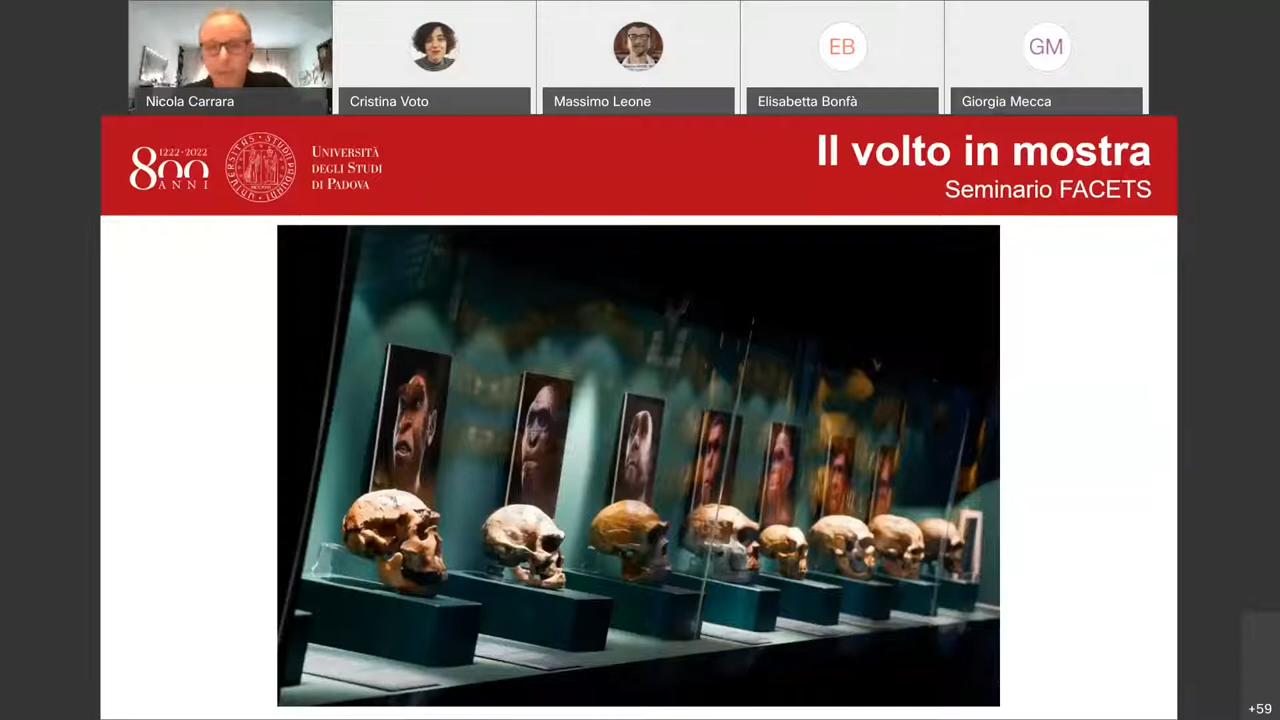 Nicola Carrara
Cristina Voto
Massimo Leone
EB
Elisabetta Bonfà
GM
Giorgia Mecca
1222·2022
800
ANNI
UNIVERSITÀ
DEGLI STUDI
DI PADOVA
Il volto in mostra
Seminario FACETS
+59